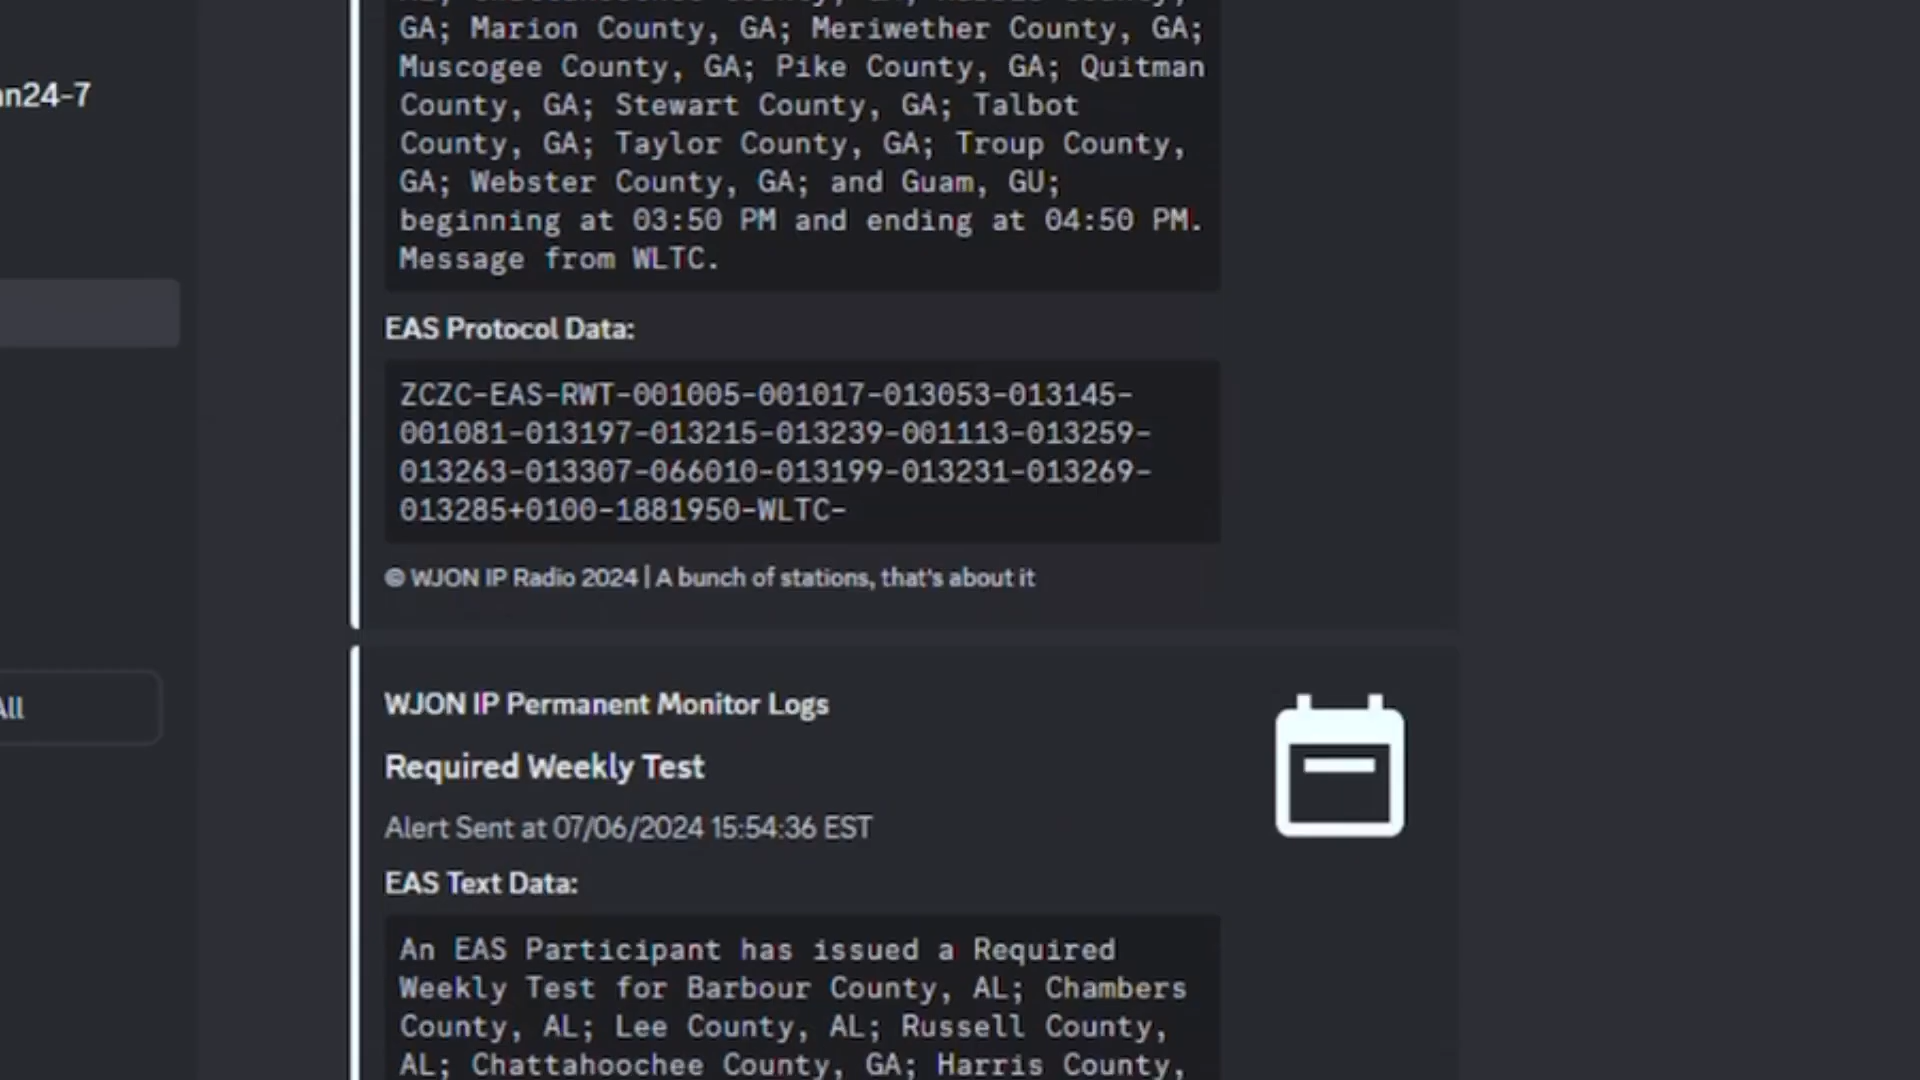 GA; Marion County, GA; Meriwether County, GA;
Muscogee County, GA; Pike County, GA; Quitman
County, GA; Stewart County, GA; Talbot
County, GA; Taylor County, GA; Troup County,
GA; Webster County, GA; and Guam, GU;
beginning at 03:50 PM and ending at 04:50 PM.
Message from WLTC.
EAS Protocol Data:
ZCZC-EAS-RWT-001005-001017-013053-013145-
001081-013197-013215-013239-001113-013259-
013263-013307-066010-013199-013231-013269-
013285+0100-1881950-WLTC-
© WJON IP Radio 2024 | A bunch of stations, that's about it
WJON IP Permanent Monitor Logs
Required Weekly Test
Alert Sent at 07/06/2024 15:54:36 EST
EAS Text Data:
An EAS Participant has issued a Required
Weekly Test for Barbour County, AL; Chambers
County, AL; Lee County, AL; Russell County,
AL; Chattahoochee County, GA; Harris County,
n24-7
All